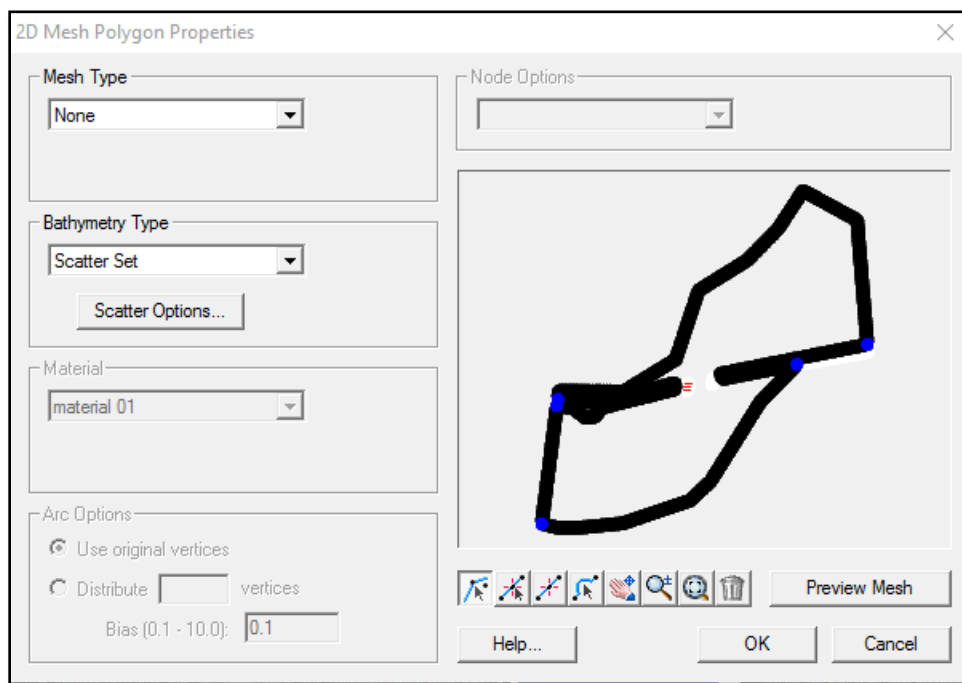 2D Mesh Polygon Properties
Mesh Type
None
Bathymetry Type
Scatter Set
Scatter Options...
Material
material 01
Arc Options
Use original vertices
Distribute vertices
Bias (0.1 - 10.0): 0.1
Node Options
Preview Mesh
Help...
OK
Cancel